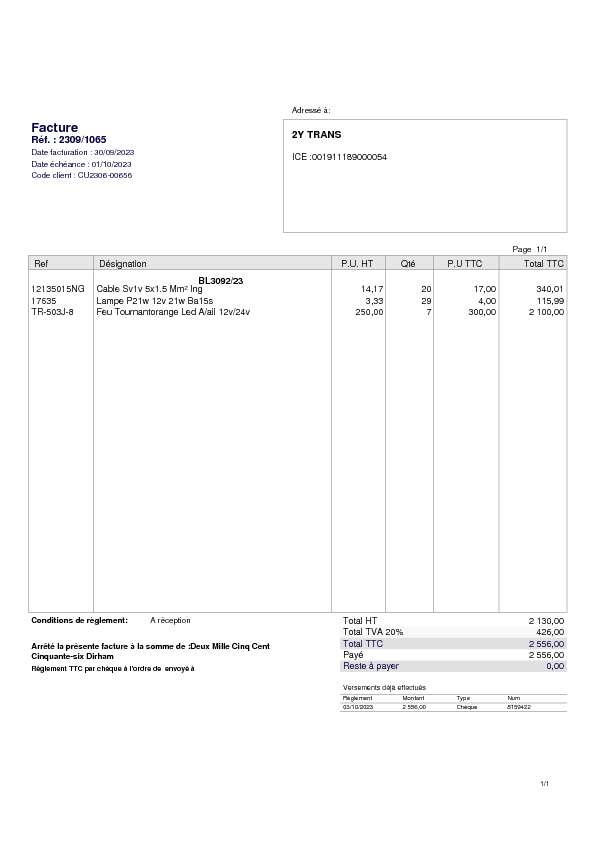 Adressé à:
Facture
Réf. : 2309/1065
Date facturation : 30/09/2023
Date échéance : 01/10/2023
Code client : CU2306-00656
2Y TRANS
ICE :001911189000054
Page 1/1
Ref Désignation P.U. HT Qté P.U TTC Total TTC
BL3092/23
12135015NG Cable Sv1v 5x1.5 Mm² Ing 14,17 20 17,00 340,01
17635 Lampe P21w 12v 21w Ba15s 3,33 29 4,00 115,99
TR-503J-8 Feu Tournantorange Led A/aii 12v/24v 250,00 7 300,00 2 100,00
Conditions de règlement: A réception
Total HT 2 130,00
Total TVA 20% 426,00
Total TTC 2 556,00
Payé 2 556,00
Reste à payer 0,00
Arrêté la présente facture à la somme de :Deux Mille Cinq Cent
Cinquante-six Dirham
Règlement TTC par chèque à l'ordre de envoyé à
Versements déjà effectués
Règlement Montant Type Num
03/10/2023 2 556,00 Chèque 8159422
1/1